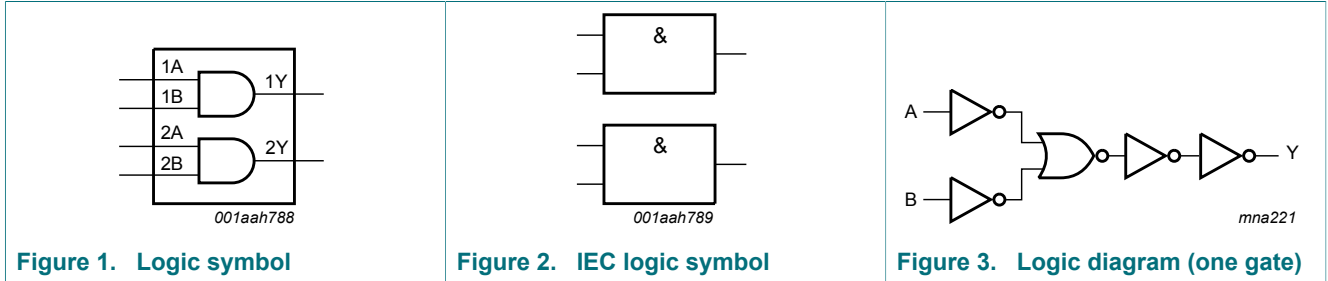 1A
1B
1Y
2A
2B
2Y
001aah788
Figure 1. Logic symbol
&
&
001aah789
Figure 2. IEC logic symbol
A
B
Y
mna221
Figure 3. Logic diagram (one gate)